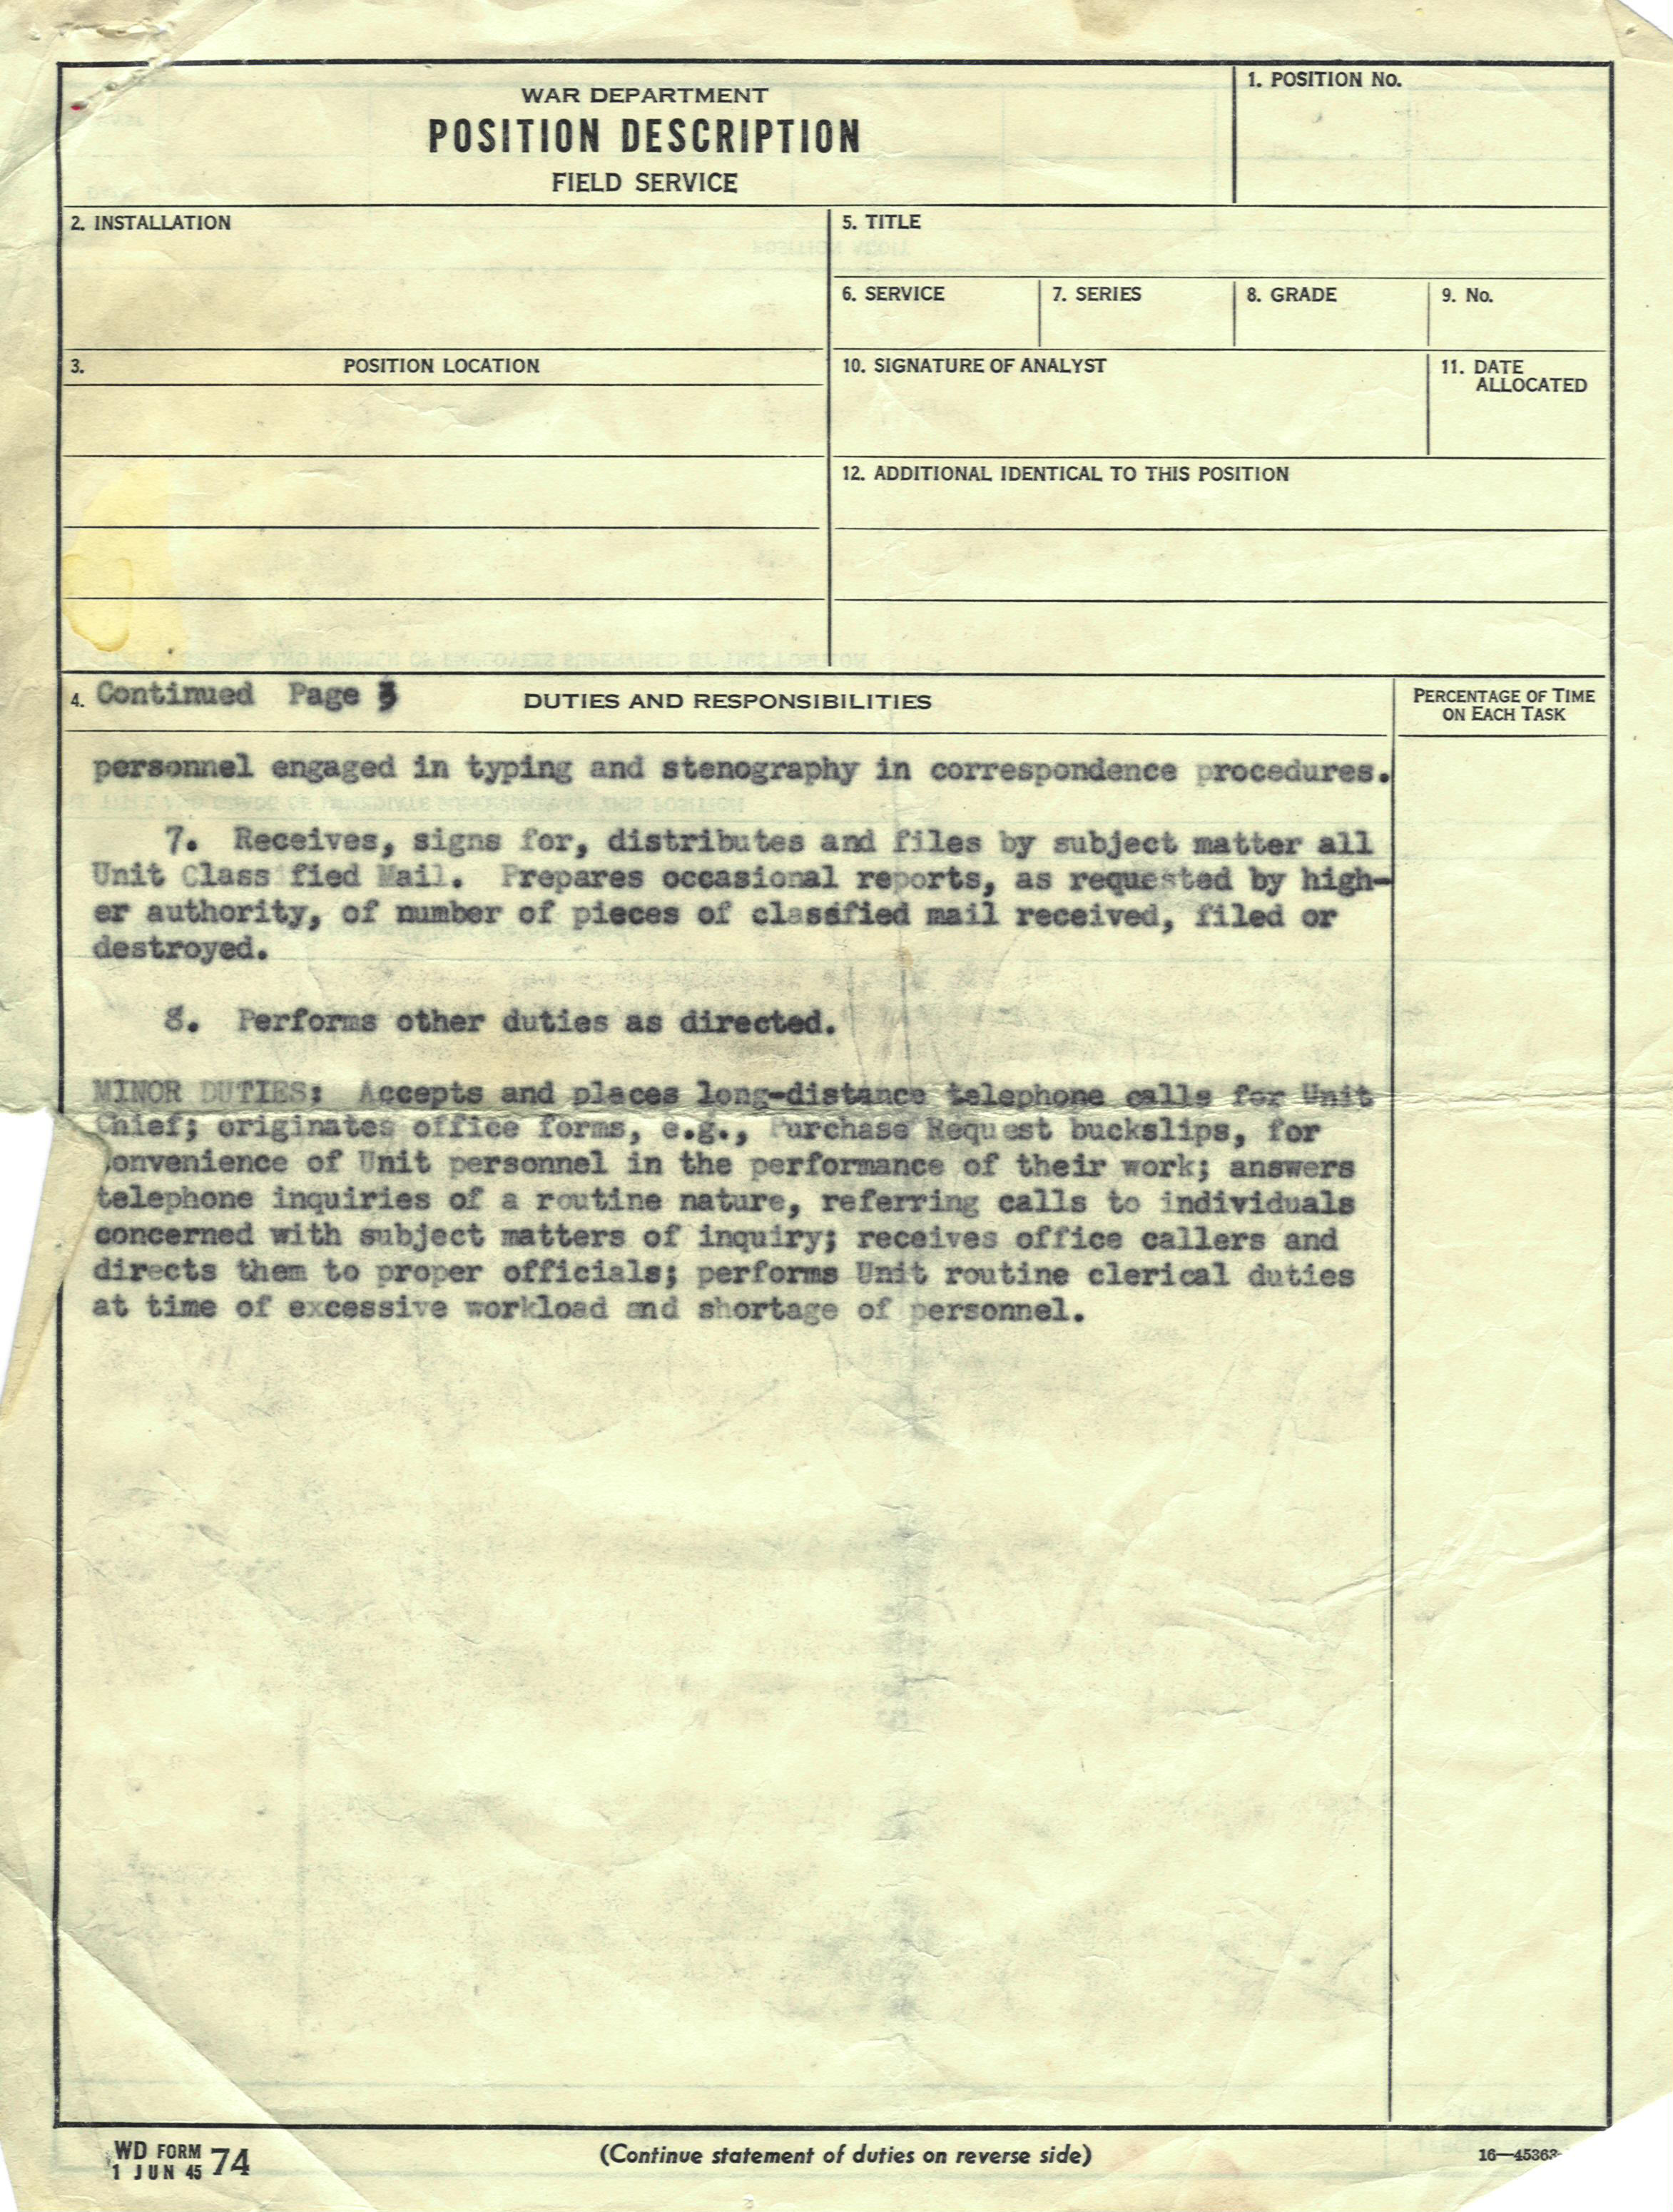 WAR DEPARTMENT
POSITION DESCRIPTION
FIELD SERVICE
1. POSITION No.
2. INSTALLATION
5. TITLE
6. SERVICE
7. SERIES
8. GRADE
9. No.
3. POSITION LOCATION
10. SIGNATURE OF ANALYST
11. DATE
ALLOCATED
12. ADDITIONAL IDENTICAL TO THIS POSITION
4. Continued Page 3 DUTIES AND RESPONSIBILITIES
PERCENTAGE OF TIME
ON EACH TASK
personnel engaged in typing and stenography in correspondence procedures.
7. Receives, signs for, distributes and files by subject matter all
Unit Class fied Mail. Prepares occasional reports, as requested by high-
er authority, of number of pieces of classified mail received, filed or
destroyed.
8. Performs other duties as directed.
MINOR DUTIES: Accepts and places long-distance telephone calls for Unit
Chief; originates office forms, e.g., Purchase Request buckslips, for
onvenience of Unit personnel in the performance of their work; answers
telephone inquiries of a routine nature, referring calls to individuals
concerned with subject matters of inquiry; receives office callers and
directs them to proper officials; performs Unit routine clerical duties
at time of excessive workload and shortage of personnel.
WD FORM 74
1 JUN 45
(Continue statement of duties on reverse side)
16—45363-